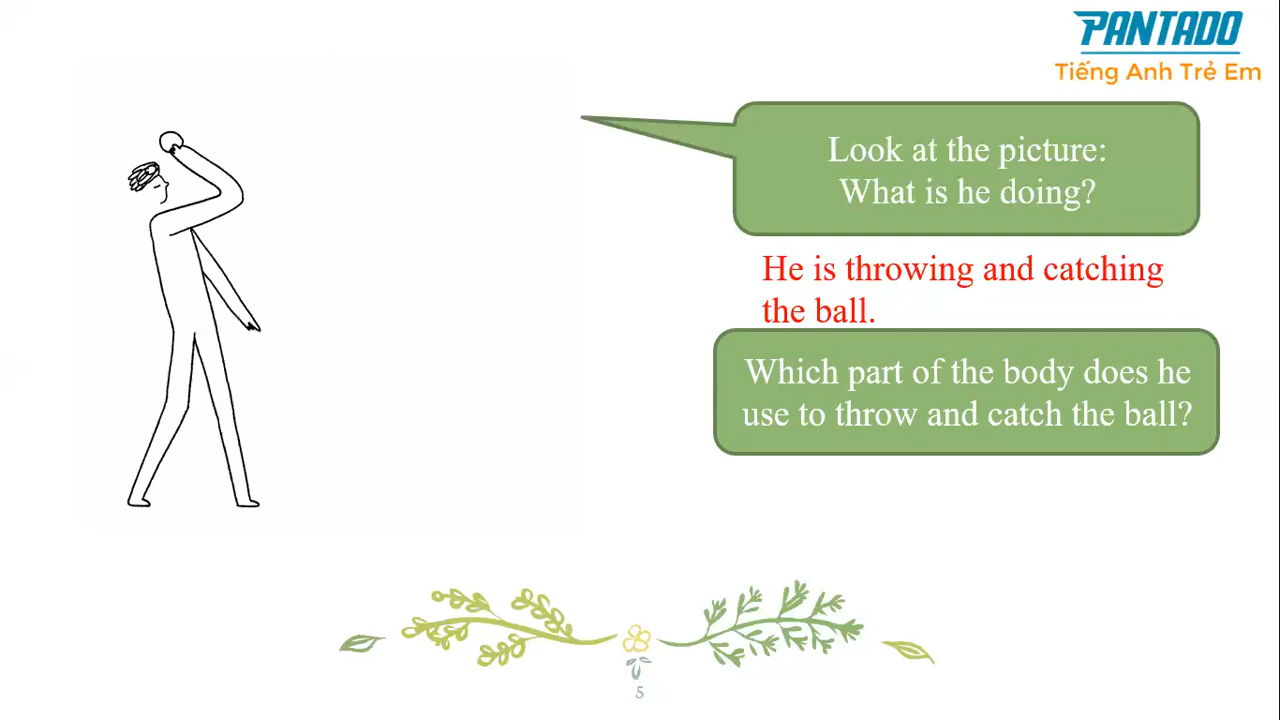 PANTADO
Tiếng Anh Trẻ Em
Look at the picture:
What is he doing?
He is throwing and catching
the ball.
Which part of the body does he
use to throw and catch the ball?
5